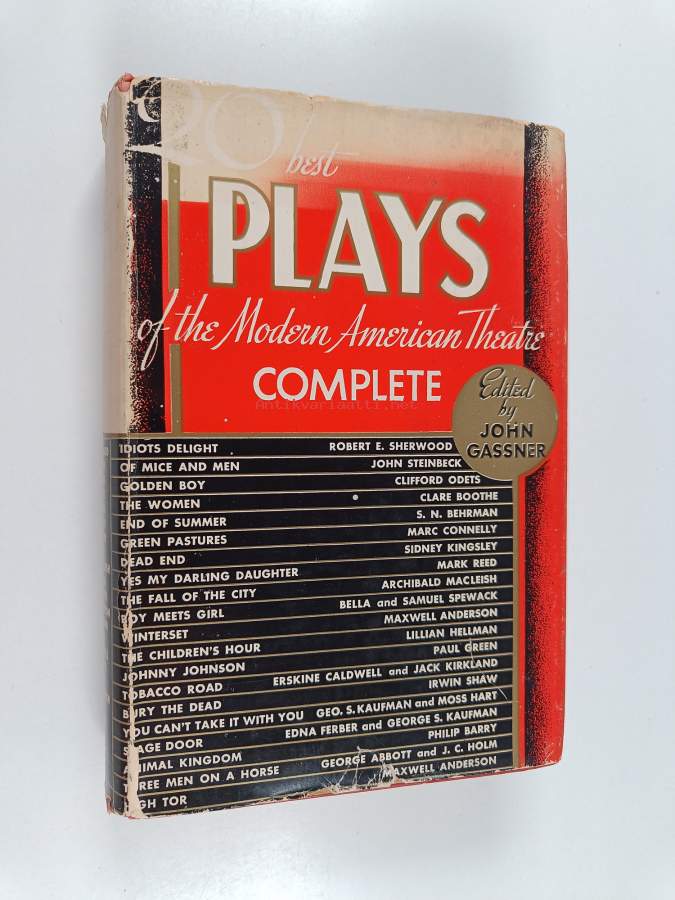 20 best
PLAYS
of the Modern American Theatre
COMPLETE
Edited
by
JOHN
GASSNER
antikvariaatti.net
IDIOTS DELIGHT ROBERT E. SHERWOOD
OF MICE AND MEN JOHN STEINBECK
GOLDEN BOY CLIFFORD ODETS
THE WOMEN CLARE BOOTHE
END OF SUMMER S. N. BEHRMAN
GREEN PASTURES MARC CONNELLY
DEAD END SIDNEY KINGSLEY
YES MY DARLING DAUGHTER MARK REED
THE FALL OF THE CITY ARCHIBALD MACLEISH
BOY MEETS GIRL BELLA and SAMUEL SPEWACK
WINTERSET MAXWELL ANDERSON
THE CHILDREN'S HOUR LILLIAN HELLMAN
JOHNNY JOHNSON PAUL GREEN
TOBACCO ROAD ERSKINE CALDWELL and JACK KIRKLAND
BURY THE DEAD IRWIN SHAW
YOU CAN'T TAKE IT WITH YOU GEO. S. KAUFMAN and MOSS HART
STAGE DOOR EDNA FERBER and GEORGE S. KAUFMAN
ANIMAL KINGDOM PHILIP BARRY
THREE MEN ON A HORSE GEORGE ABBOTT and J. C. HOLM
HIGH TOR MAXWELL ANDERSON